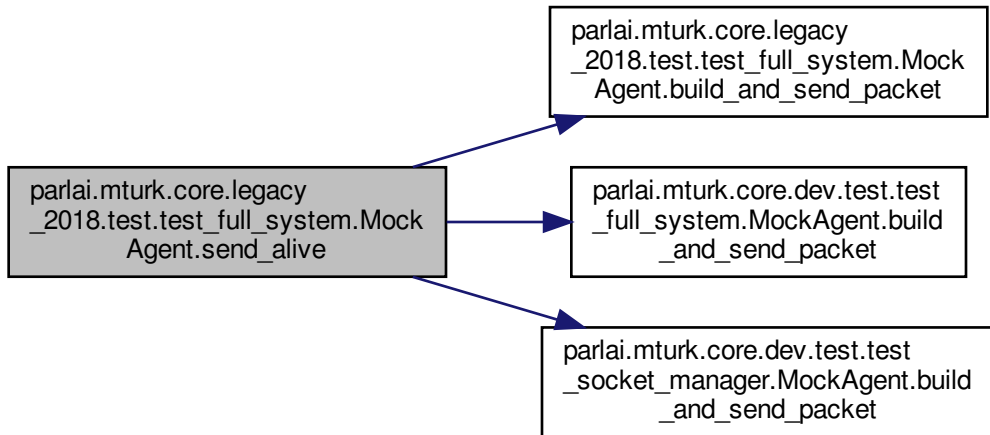 parlai.mturk.core.legacy
_2018.test.test_full_system.Mock
Agent.send_alive
parlai.mturk.core.legacy
_2018.test.test_full_system.Mock
Agent.build_and_send_packet
parlai.mturk.core.dev.test.test
_full_system.MockAgent.build
_and_send_packet
parlai.mturk.core.dev.test.test
_socket_manager.MockAgent.build
_and_send_packet